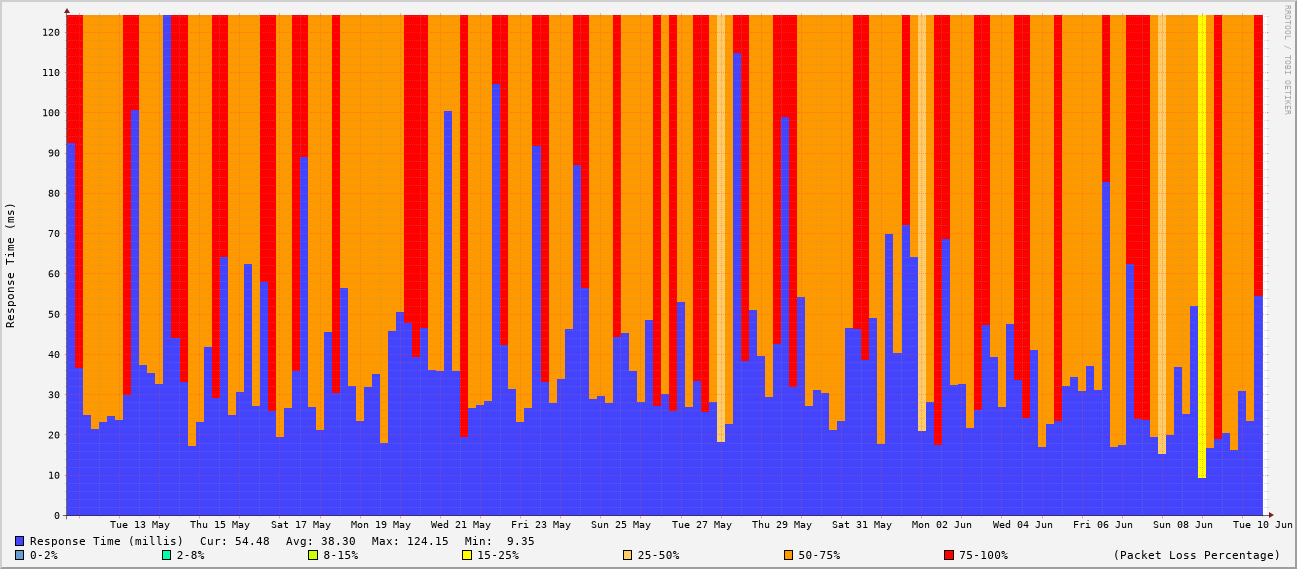 RRDTOOL / TOBI OETIKER
Response Time (ms)
120
110
100
90
80
70
60
50
40
30
20
10
0
Tue 13 May Thu 15 May Sat 17 May Mon 19 May Wed 21 May Fri 23 May Sun 25 May Tue 27 May Thu 29 May Sat 31 May Mon 02 Jun Wed 04 Jun Fri 06 Jun Sun 08 Jun Tue 10 Jun
Response Time (millis) Cur: 54.48 Avg: 38.30 Max: 124.15 Min: 9.35
0-2% 2-8% 8-15% 15-25% 25-50% 50-75% 75-100% (Packet Loss Percentage)